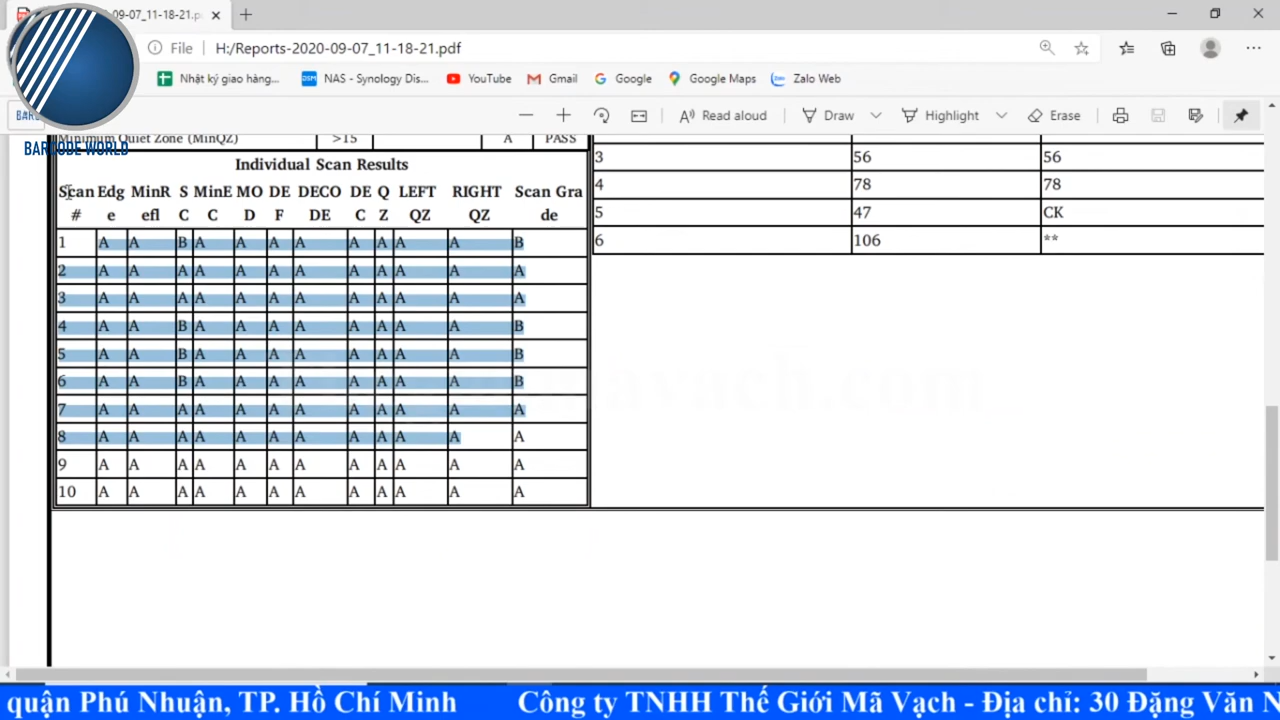 -09-07_11-18-21.p
File H:/Reports-2020-09-07_11-18-21.pdf
Nhật ký giao hàng... NAS - Synology Dis... YouTube Gmail Google Google Maps Zalo Web
Read aloud Draw Highlight Erase
BARCODE WORLD
Minimum Quiet Zone (MinQZ) >15 A PASS
Individual Scan Results
Scan # Edge MinRefl SC MinEC MOD DEF DECODE DEC QZ LEFT QZ RIGHT QZ Scan Grade
1 A A B A A A A A A A A B
2 A A A A A A A A A A A A
3 A A A A A A A A A A A A
4 A A B A A A A A A A A B
5 A A B A A A A A A A A B
6 A A B A A A A A A A A B
7 A A A A A A A A A A A A
8 A A A A A A A A A A A A
9 A A A A A A A A A A A A
10 A A A A A A A A A A A A
3 56 56
4 78 78
5 47 CK
6 106 **
quận Phú Nhuận, TP. Hồ Chí Minh Công ty TNHH Thế Giới Mã Vạch - Địa chỉ: 30 Đặng Văn N